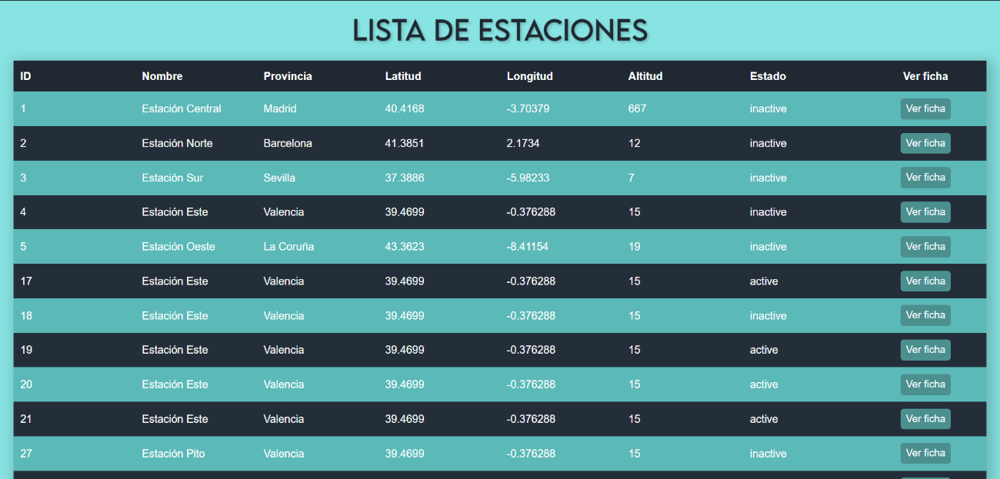 LISTA DE ESTACIONES
ID Nombre Provincia Latitud Longitud Altitud Estado Ver ficha
1 Estación Central Madrid 40.4168 -3.70379 667 inactive Ver ficha
2 Estación Norte Barcelona 41.3851 2.1734 12 inactive Ver ficha
3 Estación Sur Sevilla 37.3886 -5.98233 7 inactive Ver ficha
4 Estación Este Valencia 39.4699 -0.376288 15 inactive Ver ficha
5 Estación Oeste La Coruña 43.3623 -8.41154 19 inactive Ver ficha
17 Estación Este Valencia 39.4699 -0.376288 15 active Ver ficha
18 Estación Este Valencia 39.4699 -0.376288 15 inactive Ver ficha
19 Estación Este Valencia 39.4699 -0.376288 15 active Ver ficha
20 Estación Este Valencia 39.4699 -0.376288 15 active Ver ficha
21 Estación Este Valencia 39.4699 -0.376288 15 active Ver ficha
27 Estación Pito Valencia 39.4699 -0.376288 15 inactive Ver ficha